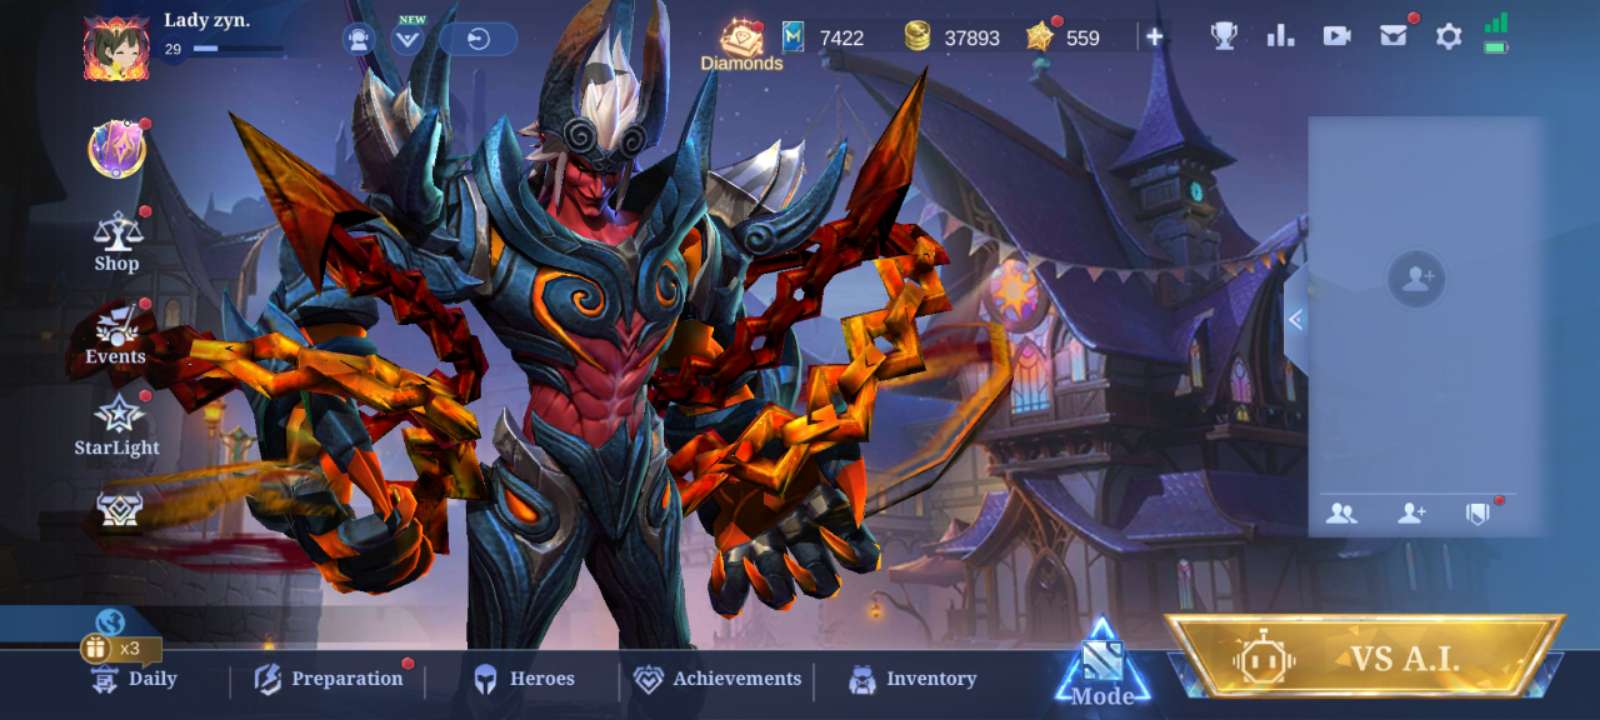 Lady zyn.
29
NEW
Diamonds
7422
37893
559
Shop
Events
StarLight
x3
Daily
Preparation
Heroes
Achievements
Inventory
Mode
VS A.I.